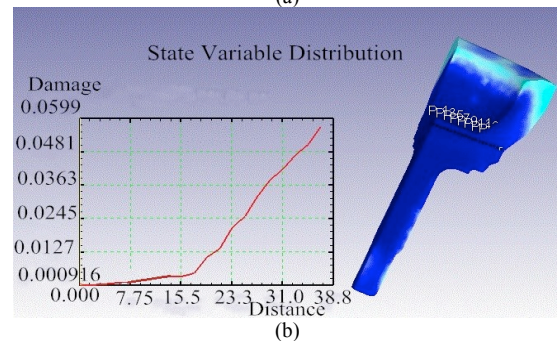 (a)
State Variable Distribution
Damage
0.0599
0.0481
0.0363
0.0245
0.0127
0.000916
0.000 7.75 15.5 23.3 31.0 38.8
Distance
(b)